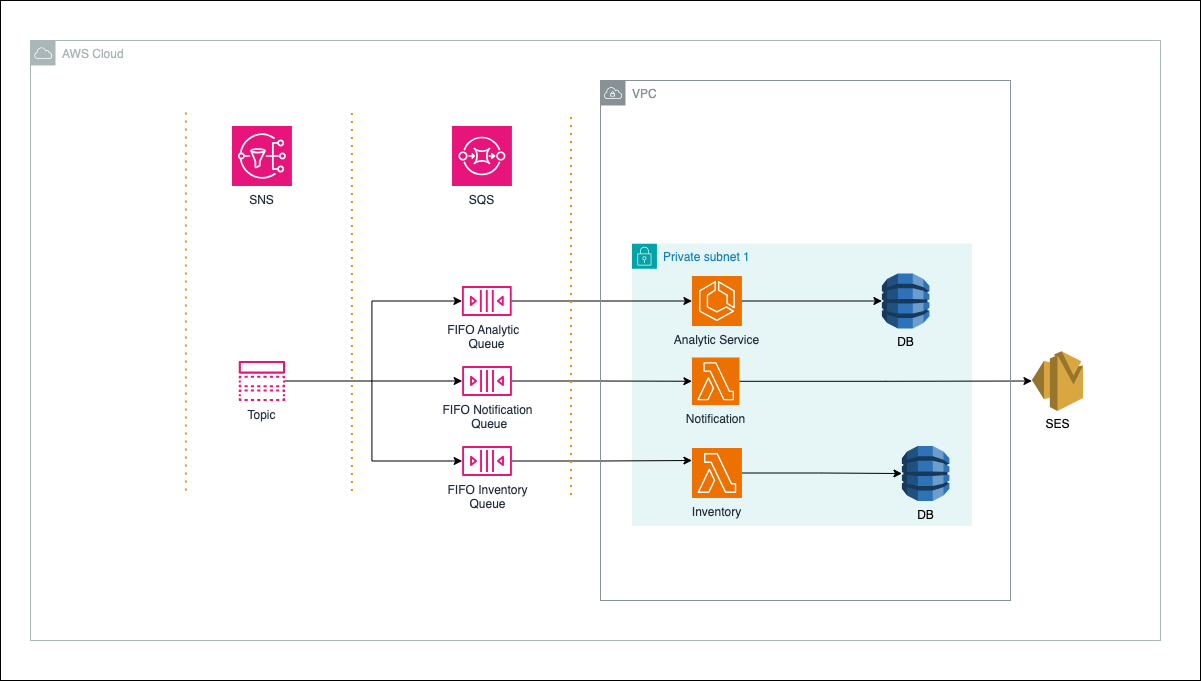 AWS Cloud
VPC
SNS
SQS
Private subnet 1
FIFO Analytic
Queue
Analytic Service
DB
Topic
FIFO Notification
Queue
Notification
SES
FIFO Inventory
Queue
Inventory
DB